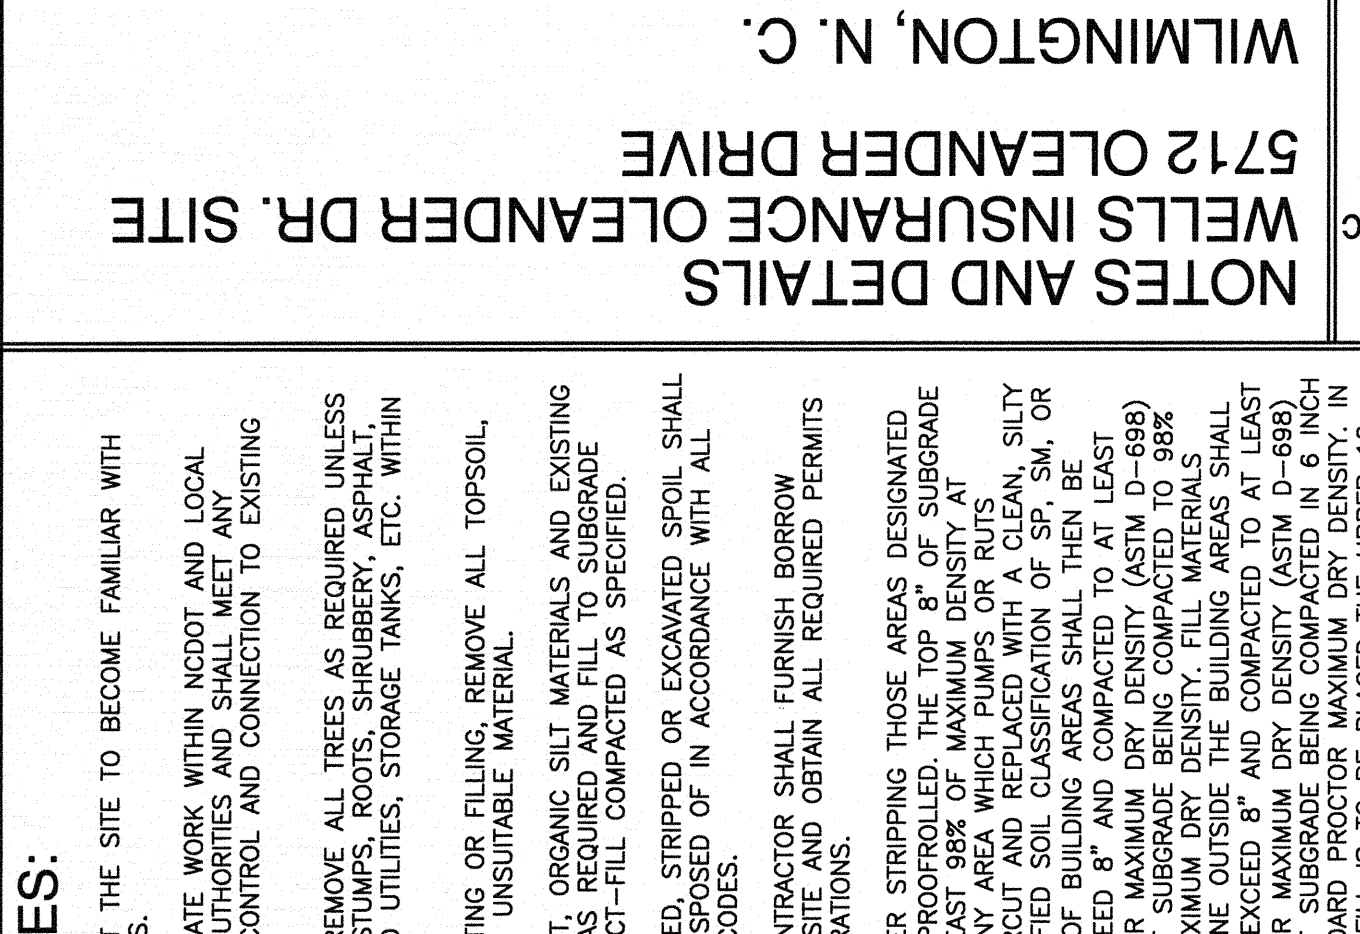 NOTES AND DETAILS
WELLS INSURANCE OLEANDER DR. SITE
5712 OLEANDER DRIVE
WILMINGTON, N. C.
C
ES:
THE SITE TO BECOME FAMILIAR WITH
S.
ATE WORK WITHIN NCDOT AND LOCAL
UTHORITIES AND SHALL MEET ANY
CONTROL AND CONNECTION TO EXISTING
REMOVE ALL TREES AS REQUIRED UNLESS
STUMPS, ROOTS, SHRUBBERY, ASPHALT,
UTILITIES, STORAGE TANKS, ETC. WITHIN
TING OR FILLING, REMOVE ALL TOPSOIL,
UNSUITABLE MATERIAL.
T, ORGANIC SILT MATERIALS AND EXISTING
AS REQUIRED AND FILL TO SUBGRADE
CT-FILL COMPACTED AS SPECIFIED.
ED, STRIPPED OR EXCAVATED SPOIL SHALL
SPOSED OF IN ACCORDANCE WITH ALL
CODES.
NTRACTOR SHALL FURNISH BORROW
SITE AND OBTAIN ALL REQUIRED PERMITS
RATIONS.
ER STRIPPING THOSE AREAS DESIGNATED
PROOFROLLED. THE TOP 8" OF SUBGRADE
EAST 98% OF MAXIMUM DENSITY AT
NY AREA WHICH PUMPS OR RUTS
RCUT AND REPLACED WITH A CLEAN, SILTY
FIED SOIL CLASSIFICATION OF SP, SM, OR
OF BUILDING AREAS SHALL THEN BE
EED 8" AND COMPACTED TO AT LEAST
R MAXIMUM DRY DENSITY (ASTM D-698)
SUBGRADE BEING COMPACTED TO 98%
XIMUM DRY DENSITY. FILL MATERIALS
NE OUTSIDE THE BUILDING AREAS SHALL
EXCEED 8" AND COMPACTED TO AT LEAST
R MAXIMUM DRY DENSITY (ASTM D-698)
SUBGRADE BEING COMPACTED IN 6 INCH
DARD PROCTOR MAXIMUM DRY DENSITY. IN